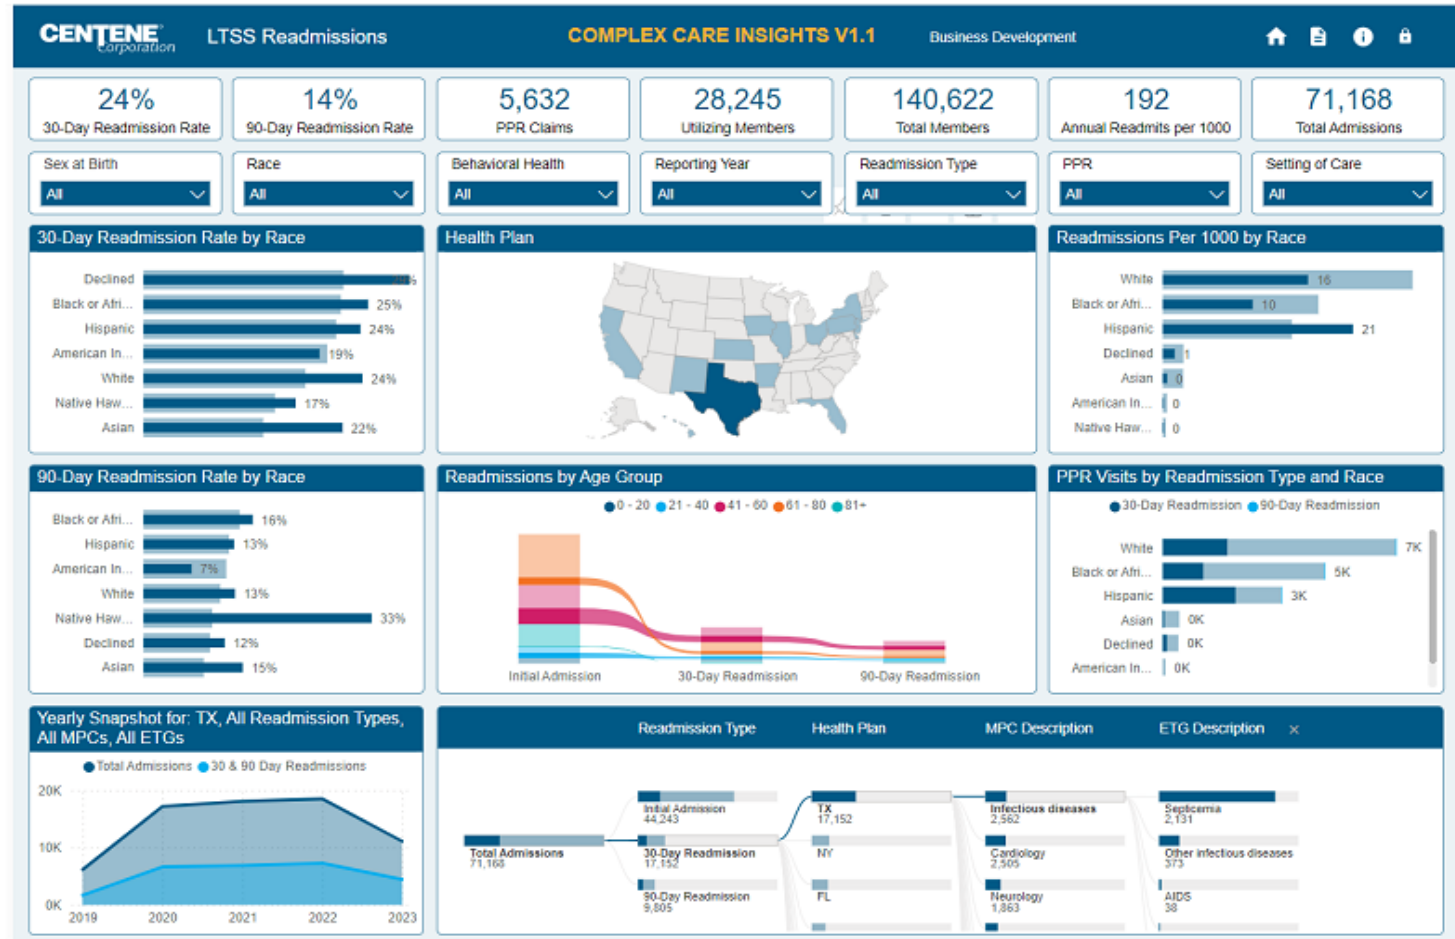 CENTENE Corporation
LTSS Readmissions
COMPLEX CARE INSIGHTS V1.1
Business Development
24%
30-Day Readmission Rate
14%
90-Day Readmission Rate
5,632
PPR Claims
28,245
Utilizing Members
140,622
Total Members
192
Annual Readmits per 1000
71,168
Total Admissions
Sex at Birth
All
Race
All
Behavioral Health
All
Reporting Year
All
Readmission Type
All
PPR
All
Setting of Care
All
30-Day Readmission Rate by Race
Declined
Black or Afri... 25%
Hispanic 24%
American In... 19%
White 24%
Native Haw... 17%
Asian 22%
Health Plan
Readmissions Per 1000 by Race
White 16
Black or Afri... 10
Hispanic 21
Declined 1
Asian 0
American In... 0
Native Haw... 0
90-Day Readmission Rate by Race
Black or Afri... 16%
Hispanic 13%
American In... 7%
White 13%
Native Haw... 33%
Declined 12%
Asian 15%
Readmissions by Age Group
0 - 20 21 - 40 41 - 60 61 - 80 81+
Initial Admission 30-Day Readmission 90-Day Readmission
PPR Visits by Readmission Type and Race
30-Day Readmission 90-Day Readmission
White 7K
Black or Afri... 5K
Hispanic 3K
Asian 0K
Declined 0K
American In... 0K
Yearly Snapshot for: TX, All Readmission Types,
All MPCs, All ETGs
Total Admissions 30 & 90 Day Readmissions
20K
10K
0K
2019 2020 2021 2022 2023
Readmission Type Health Plan MPC Description ETG Description
Total Admissions
71,168
Initial Admission
44,243
30-Day Readmission
17,152
90-Day Readmission
9,805
TX
17,152
NY
FL
Infectious diseases
2,562
Cardiology
2,505
Neurology
1,863
Septicemia
2,131
Other infectious diseases
373
AIDS
38